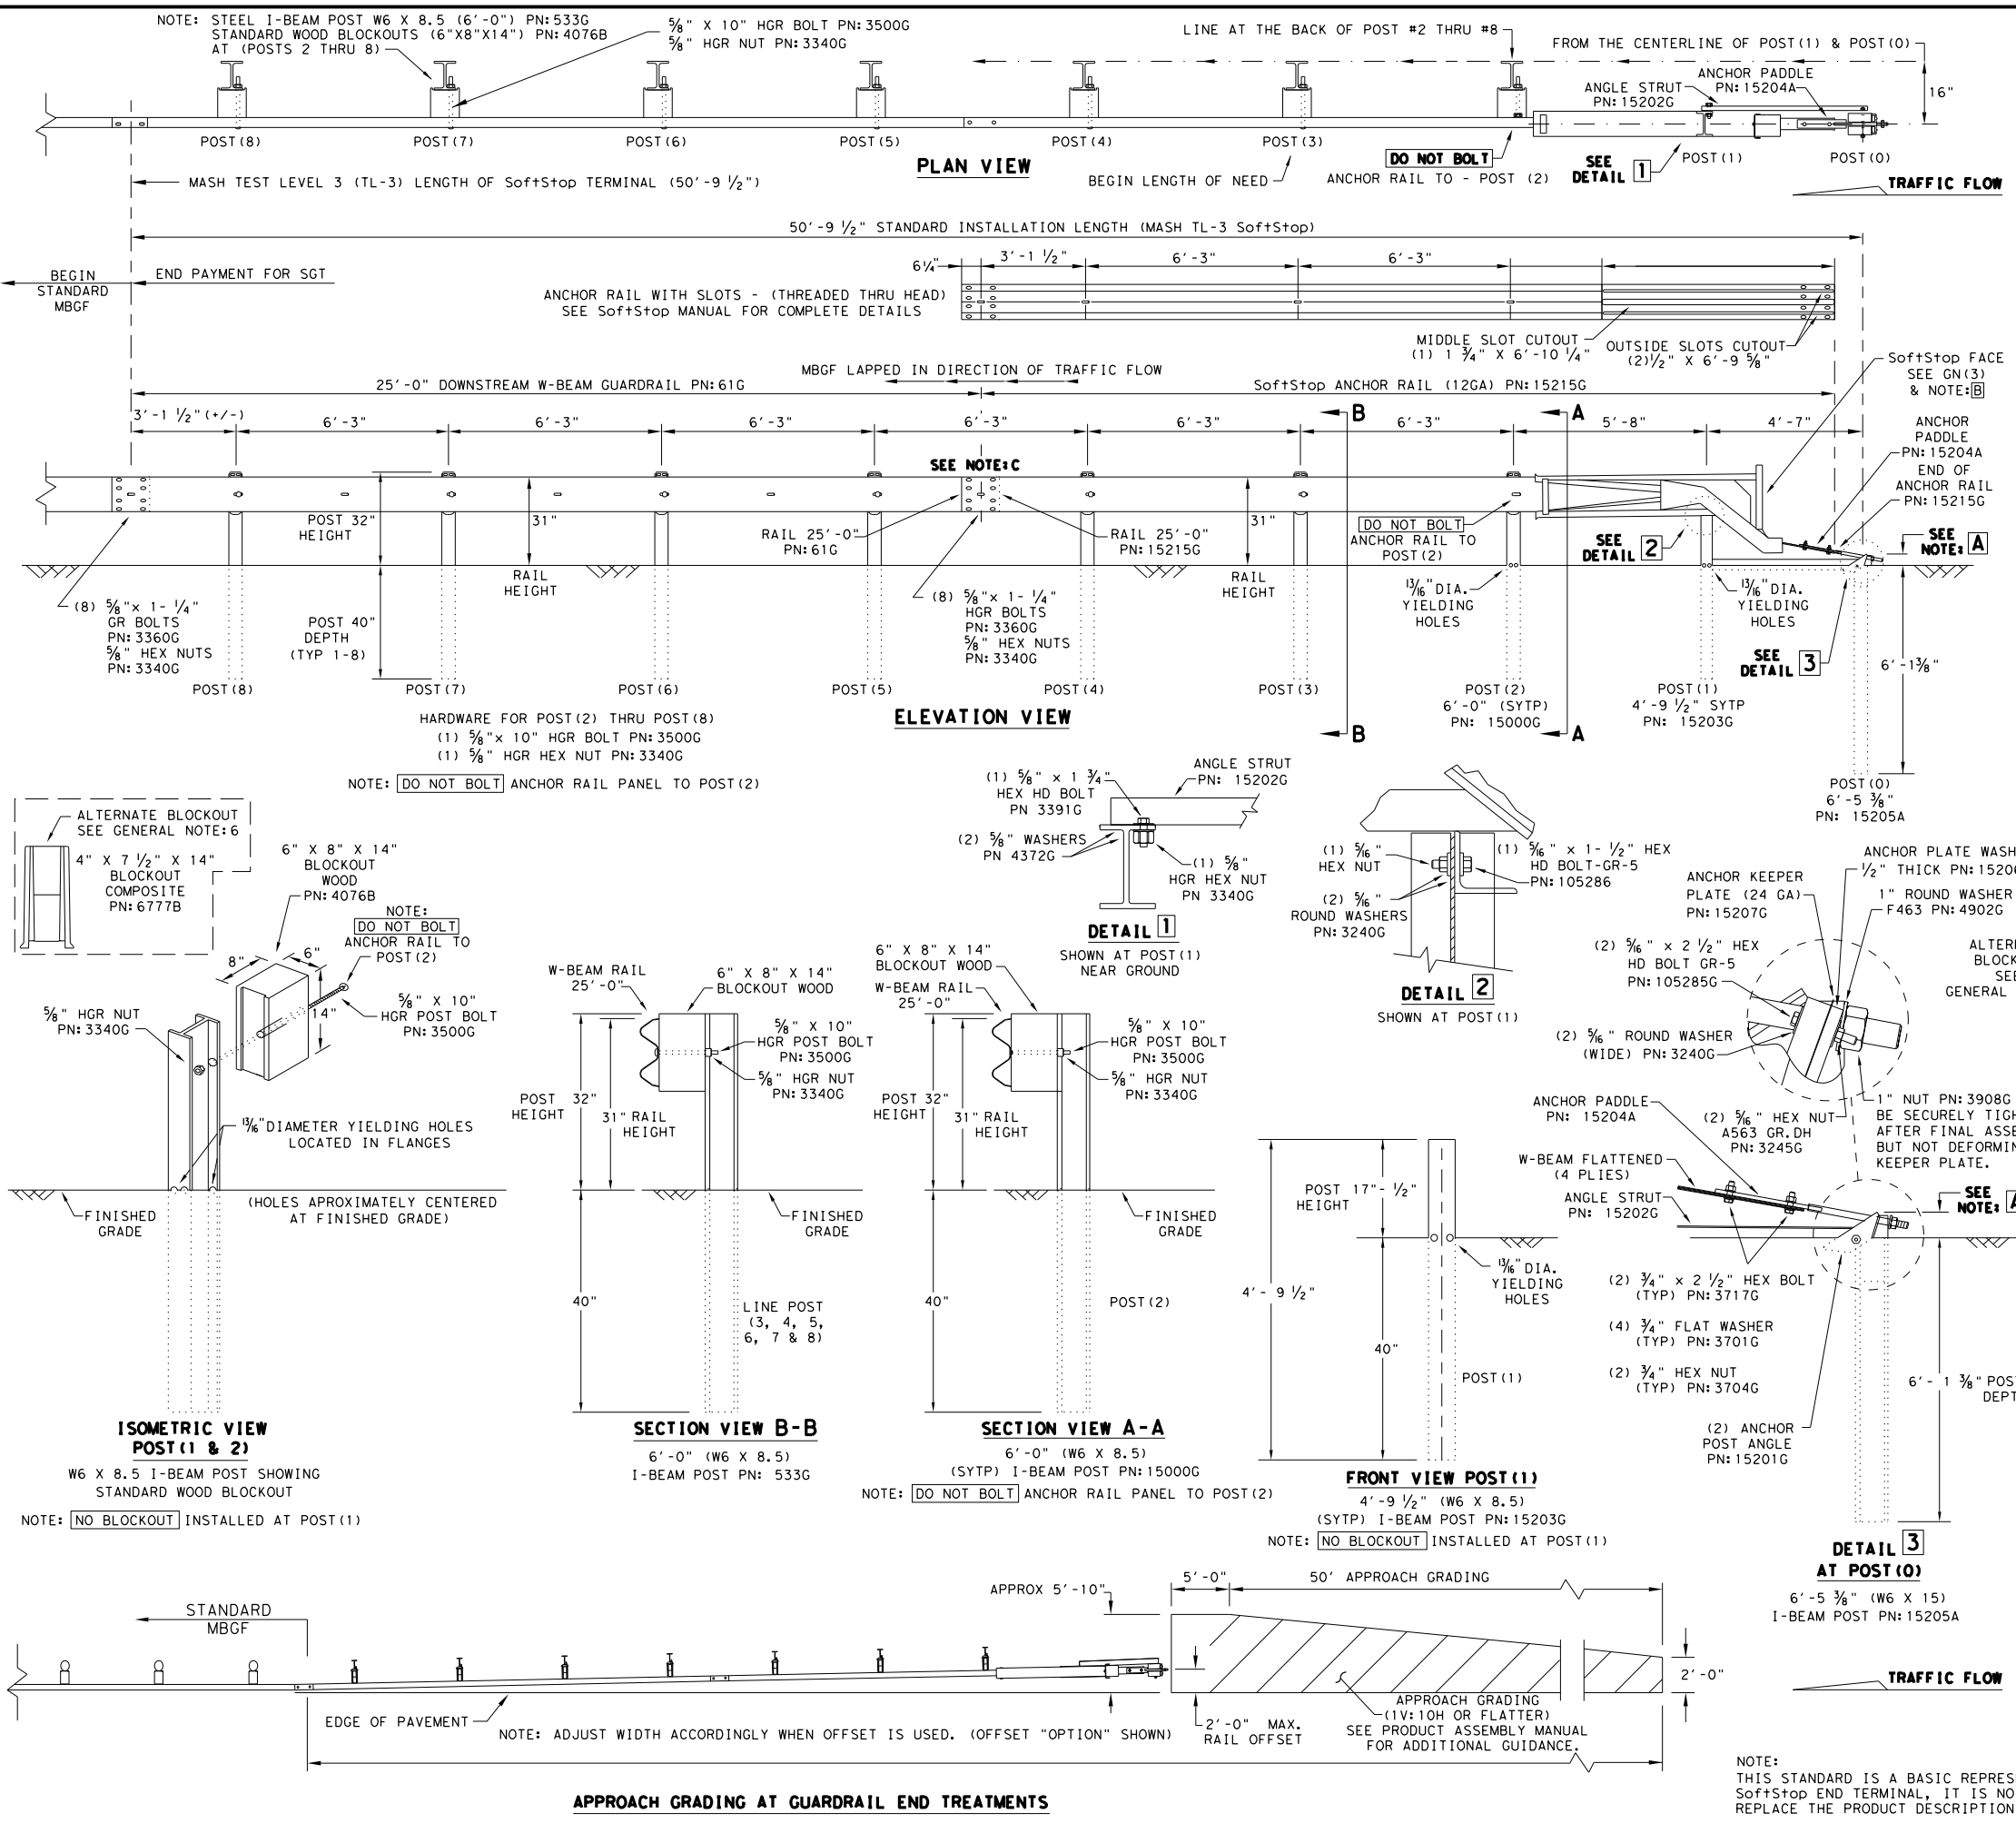 NOTE: STEEL I-BEAM POST W6 X 8.5 (6'-0") PN:533G
STANDARD WOOD BLOCKOUTS (6"X8"X14") PN:4076B
AT (POSTS 2 THRU 8)
5/8" X 10" HGR BOLT PN:3500G
5/8" HGR NUT PN:3340G
LINE AT THE BACK OF POST #2 THRU #8
FROM THE CENTERLINE OF POST(1) & POST(0)
ANCHOR PADDLE
PN:15204A
ANGLE STRUT
PN:15202G
16"
POST(8)
POST(7)
POST(6)
POST(5)
POST(4)
POST(3)
POST(1)
POST(0)
PLAN VIEW
DO NOT BOLT
ANCHOR RAIL TO - POST (2)
SEE
DETAIL 1
BEGIN LENGTH OF NEED
MASH TEST LEVEL 3 (TL-3) LENGTH OF SoftStop TERMINAL (50'-9 1/2")
TRAFFIC FLOW
50'-9 1/2" STANDARD INSTALLATION LENGTH (MASH TL-3 SoftStop)
BEGIN
STANDARD
MBGF
END PAYMENT FOR SGT
6 1/4"
3'-1 1/2"
6'-3"
6'-3"
ANCHOR RAIL WITH SLOTS - (THREADED THRU HEAD)
SEE SoftStop MANUAL FOR COMPLETE DETAILS
MIDDLE SLOT CUTOUT
(1) 1 3/4" X 6'-10 1/4"
OUTSIDE SLOTS CUTOUT
(2)1/2" X 6'-9 5/8"
MBGF LAPPED IN DIRECTION OF TRAFFIC FLOW
25'-0" DOWNSTREAM W-BEAM GUARDRAIL PN:61G
SoftStop ANCHOR RAIL (12GA) PN:15215G
SoftStop FACE
SEE GN(3)
& NOTE:B
3'-1 1/2"(+/-)
6'-3"
6'-3"
6'-3"
6'-3"
6'-3"
6'-3"
5'-8"
4'-7"
B
A
ANCHOR
PADDLE
PN:15204A
END OF
ANCHOR RAIL
PN:15215G
SEE NOTE:C
POST 32"
HEIGHT
31"
RAIL
HEIGHT
RAIL 25'-0"
PN:61G
RAIL 25'-0"
PN:15215G
31"
RAIL
HEIGHT
DO NOT BOLT
ANCHOR RAIL TO
POST(2)
SEE
DETAIL 2
SEE
NOTE: A
(8) 5/8"x 1- 1/4"
GR BOLTS
PN:3360G
5/8" HEX NUTS
PN:3340G
POST 40"
DEPTH
(TYP 1-8)
(8) 5/8"x 1- 1/4"
HGR BOLTS
PN:3360G
5/8" HEX NUTS
PN:3340G
13/16" DIA.
YIELDING
HOLES
13/16" DIA.
YIELDING
HOLES
SEE
DETAIL 3
6'-1 3/8"
POST(8)
POST(7)
POST(6)
POST(5)
POST(4)
POST(3)
POST(2)
6'-0" (SYTP)
PN: 15000G
POST(1)
4'-9 1/2" SYTP
PN: 15203G
ELEVATION VIEW
B
A
HARDWARE FOR POST(2) THRU POST(8)
(1) 5/8"x 10" HGR BOLT PN:3500G
(1) 5/8" HGR HEX NUT PN:3340G
NOTE: DO NOT BOLT ANCHOR RAIL PANEL TO POST(2)
POST(0)
6'-5 3/8"
PN: 15205A
ALTERNATE BLOCKOUT
SEE GENERAL NOTE:6
4" X 7 1/2" X 14"
BLOCKOUT
COMPOSITE
PN:6777B
6" X 8" X 14"
BLOCKOUT
WOOD
PN:4076B
NOTE:
DO NOT BOLT
ANCHOR RAIL TO
POST(2)
8"
6"
14"
5/8" X 10"
HGR POST BOLT
PN:3500G
5/8" HGR NUT
PN:3340G
13/16"DIAMETER YIELDING HOLES
LOCATED IN FLANGES
(HOLES APROXIMATELY CENTERED
AT FINISHED GRADE)
FINISHED
GRADE
ISOMETRIC VIEW
POST(1 & 2)
W6 X 8.5 I-BEAM POST SHOWING
STANDARD WOOD BLOCKOUT
NOTE: NO BLOCKOUT INSTALLED AT POST(1)
(1) 5/8" x 1 3/4"
HEX HD BOLT
PN 3391G
ANGLE STRUT
PN: 15202G
(2) 5/8" WASHERS
PN 4372G
(1) 5/8"
HGR HEX NUT
PN 3340G
DETAIL 1
SHOWN AT POST(1)
NEAR GROUND
(1) 5/16"
HEX NUT
(1) 5/16" x 1- 1/2" HEX
HD BOLT-GR-5
PN:105286
(2) 5/16"
ROUND WASHERS
PN:3240G
DETAIL 2
SHOWN AT POST(1)
ANCHOR PLATE WASH
1/2" THICK PN:15206
ANCHOR KEEPER
PLATE (24 GA)
PN:15207G
1" ROUND WASHER
F463 PN:4902G
(2) 5/16" x 2 1/2" HEX
HD BOLT GR-5
PN:105285G
ALTER
BLOCK
SEE
GENERAL
(2) 5/16" ROUND WASHER
(WIDE) PN:3240G
W-BEAM RAIL
25'-0"
6" X 8" X 14"
BLOCKOUT WOOD
5/8" X 10"
HGR POST BOLT
PN:3500G
5/8" HGR NUT
PN:3340G
POST 32"
HEIGHT
31" RAIL
HEIGHT
FINISHED
GRADE
40"
LINE POST
(3, 4, 5,
6, 7 & 8)
SECTION VIEW B-B
6'-0" (W6 X 8.5)
I-BEAM POST PN: 533G
6" X 8" X 14"
BLOCKOUT WOOD
W-BEAM RAIL
25'-0"
5/8" X 10"
HGR POST BOLT
PN:3500G
5/8" HGR NUT
PN:3340G
POST 32"
HEIGHT
31" RAIL
HEIGHT
FINISHED
GRADE
40"
POST(2)
SECTION VIEW A-A
6'-0" (W6 X 8.5)
(SYTP) I-BEAM POST PN:15000G
NOTE: DO NOT BOLT ANCHOR RAIL PANEL TO POST(2)
POST 17"- 1/2"
HEIGHT
4'- 9 1/2"
13/16" DIA.
YIELDING
HOLES
40"
POST(1)
FRONT VIEW POST(1)
4'-9 1/2" (W6 X 8.5)
(SYTP) I-BEAM POST PN:15203G
NOTE: NO BLOCKOUT INSTALLED AT POST(1)
ANCHOR PADDLE
PN: 15204A
(2) 5/16" HEX NUT
A563 GR.DH
PN:3245G
1" NUT PN:3908G
BE SECURELY TIGH
AFTER FINAL ASSE
BUT NOT DEFORMIN
KEEPER PLATE.
W-BEAM FLATTENED
(4 PLIES)
ANGLE STRUT
PN: 15202G
SEE
NOTE: A
(2) 3/4" x 2 1/2" HEX BOLT
(TYP) PN:3717G
(4) 3/4" FLAT WASHER
(TYP) PN:3701G
(2) 3/4" HEX NUT
(TYP) PN:3704G
6'- 1 3/8" POS
DEPT
(2) ANCHOR
POST ANGLE
PN:15201G
DETAIL 3
AT POST(0)
6'-5 3/8" (W6 X 15)
I-BEAM POST PN:15205A
STANDARD
MBGF
APPROX 5'-10"
5'-0"
50' APPROACH GRADING
2'-0"
TRAFFIC FLOW
EDGE OF PAVEMENT
NOTE: ADJUST WIDTH ACCORDINGLY WHEN OFFSET IS USED. (OFFSET "OPTION" SHOWN)
2'-0" MAX.
RAIL OFFSET
APPROACH GRADING
(1V:10H OR FLATTER)
SEE PRODUCT ASSEMBLY MANUAL
FOR ADDITIONAL GUIDANCE.
APPROACH GRADING AT GUARDRAIL END TREATMENTS
NOTE:
THIS STANDARD IS A BASIC REPRES
SoftStop END TERMINAL, IT IS NO
REPLACE THE PRODUCT DESCRIPTION